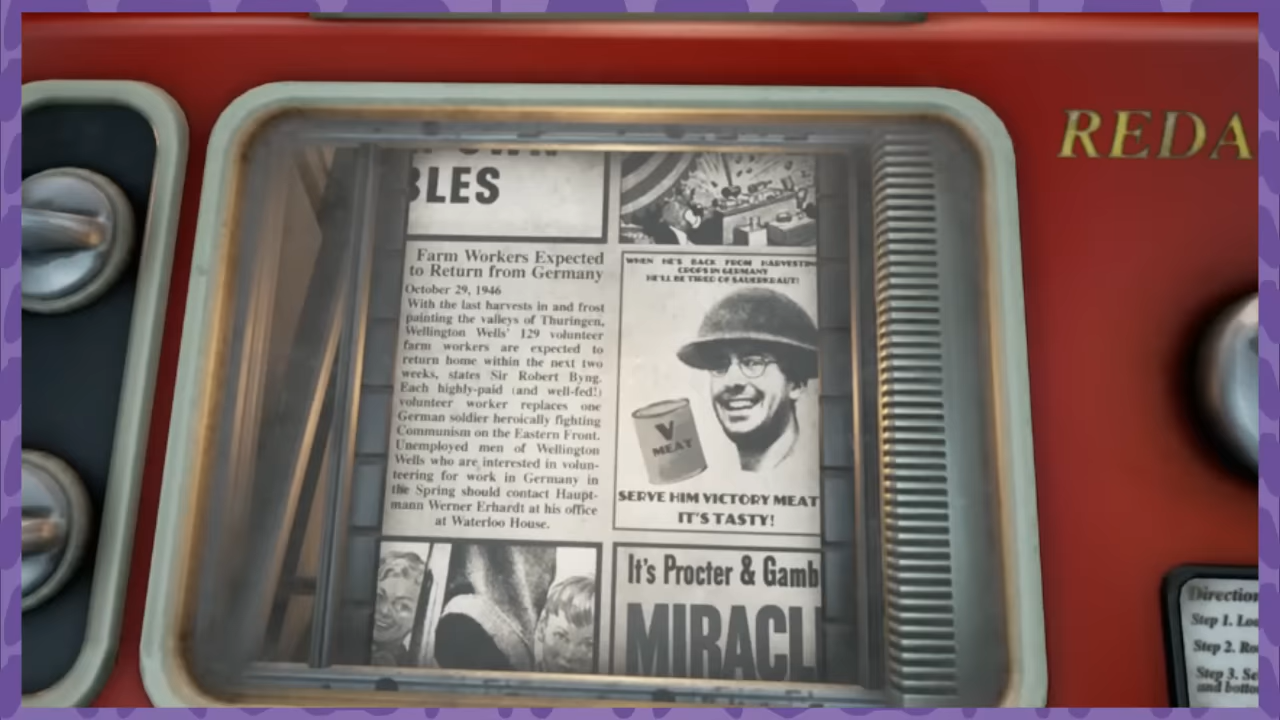 REDA
BLES
Farm Workers Expected
to Return from Germany
October 29, 1946
With the last harvests in and frost
painting the valleys of Thuringen,
Wellington Wells' 129 volunteer
farm workers are expected to
return home within the next two
weeks, states Sir Robert Byng.
Each highly-paid (and well-fed!)
volunteer worker replaces one
German soldier heroically fighting
Communism on the Eastern Front.
Unemployed men of Wellington
Wells who are interested in volun-
teering for work in Germany in
the Spring should contact Haupt-
mann Werner Erhardt at his office
at Waterloo House.
WHEN HE'S BACK FROM HARVESTIN
CROPS IN GERMANY
HE'LL BE TIRED OF SAUERKRAUT!
V
MEAT
SERVE HIM VICTORY MEAT
IT'S TASTY!
It's Procter & Gamb
MIRACL
Direction
Step 1. Loa
Step 2. Ro
Step 3. Se
and botto